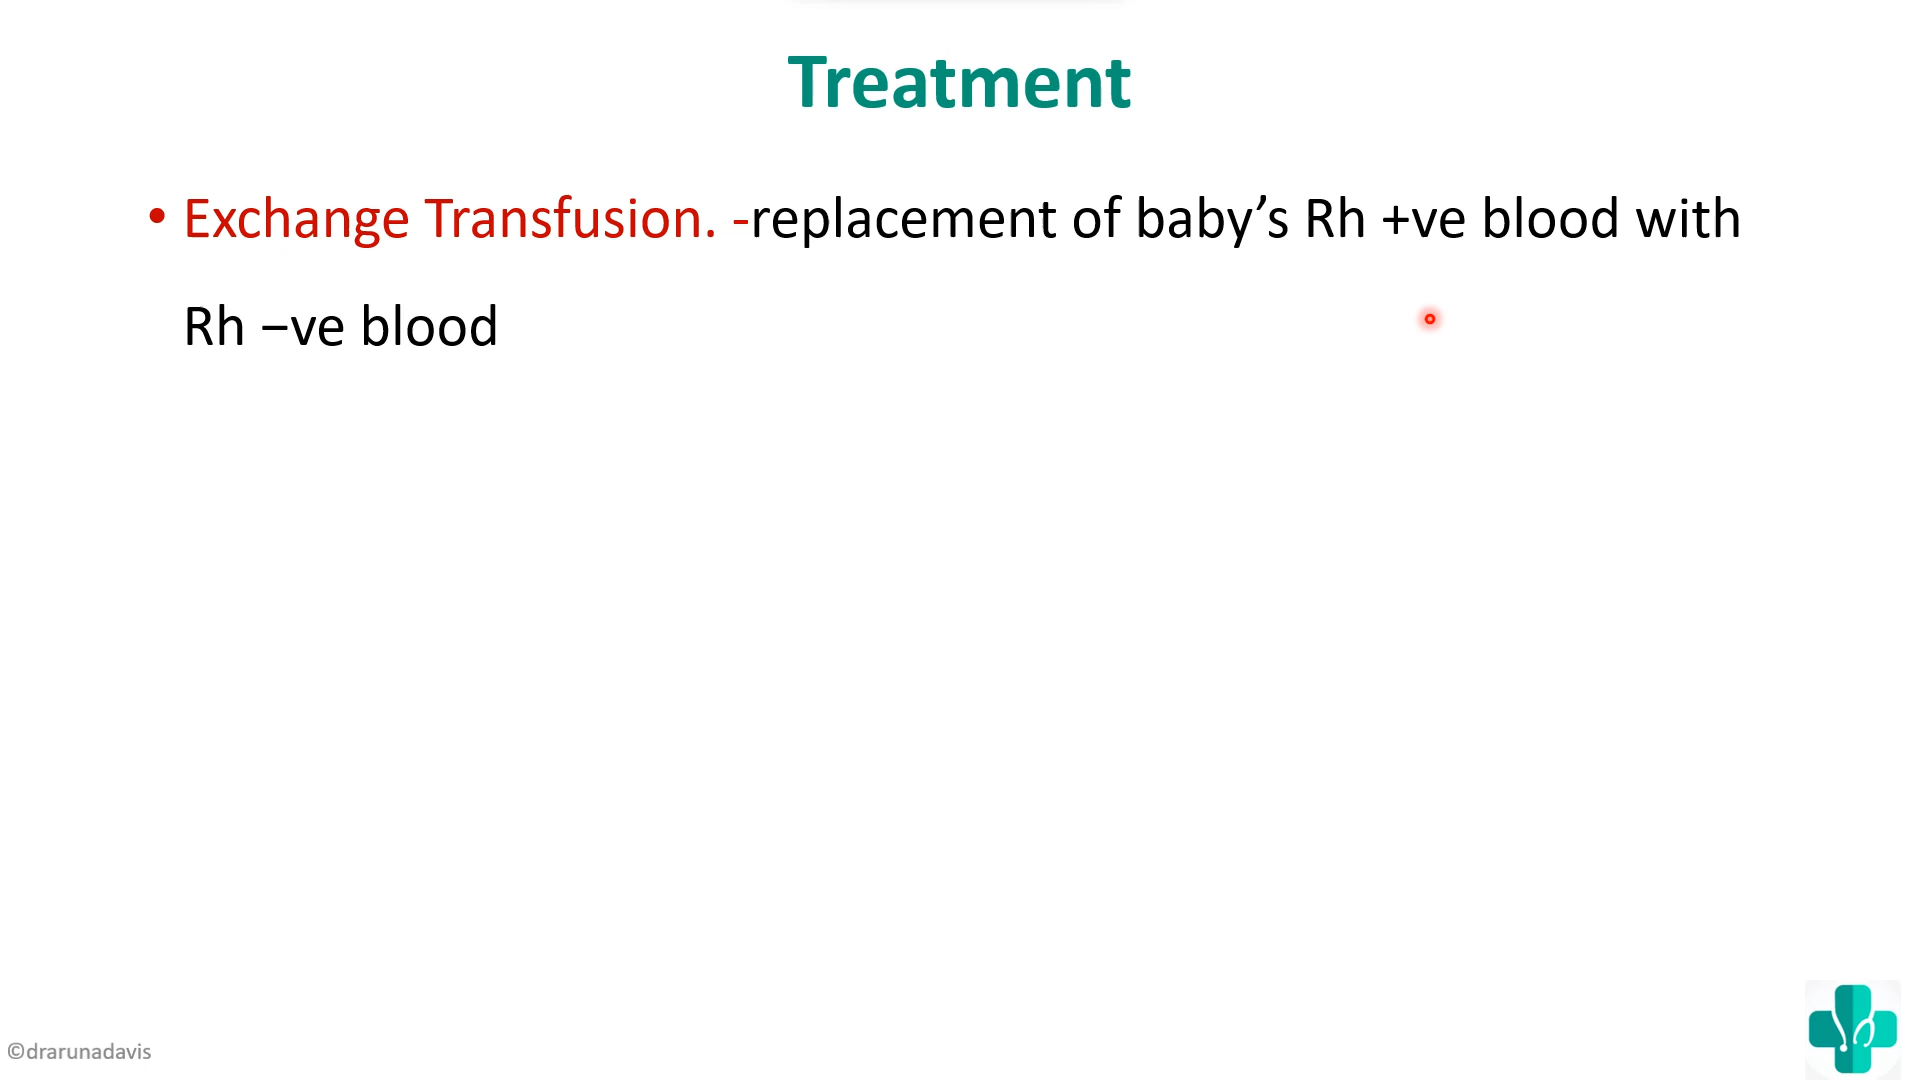 Treatment
• Exchange Transfusion. -replacement of baby’s Rh +ve blood with
Rh –ve blood
©drarunadavis